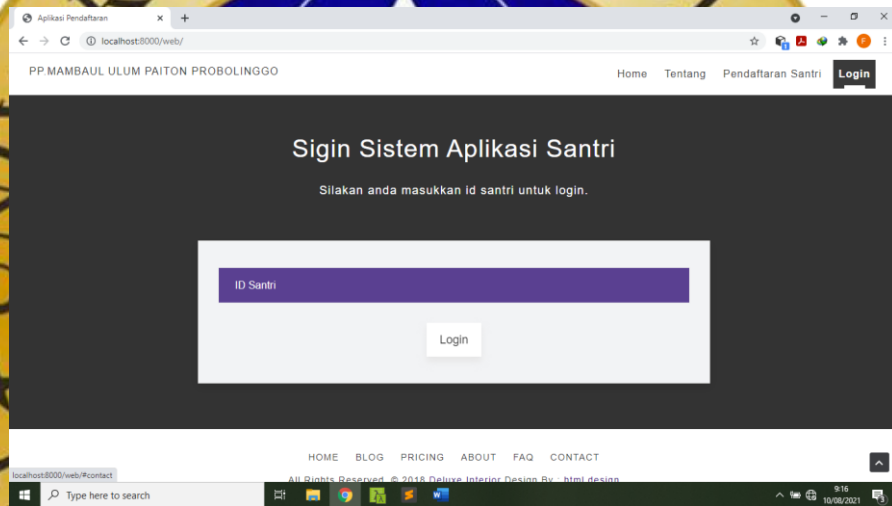 Aplikasi Pendaftaran
localhost:8000/web/
PP.MAMBAUL ULUM PAITON PROBOLINGGO
Home Tentang Pendaftaran Santri Login
Sigin Sistem Aplikasi Santri
Silakan anda masukkan id santri untuk login.
ID Santri
Login
HOME BLOG PRICING ABOUT FAQ CONTACT
All Rights Reserved. © 2018 Deluxe Interior Design By : html design
localhost:8000/web/#contact
Type here to search
9:16
10/08/2021